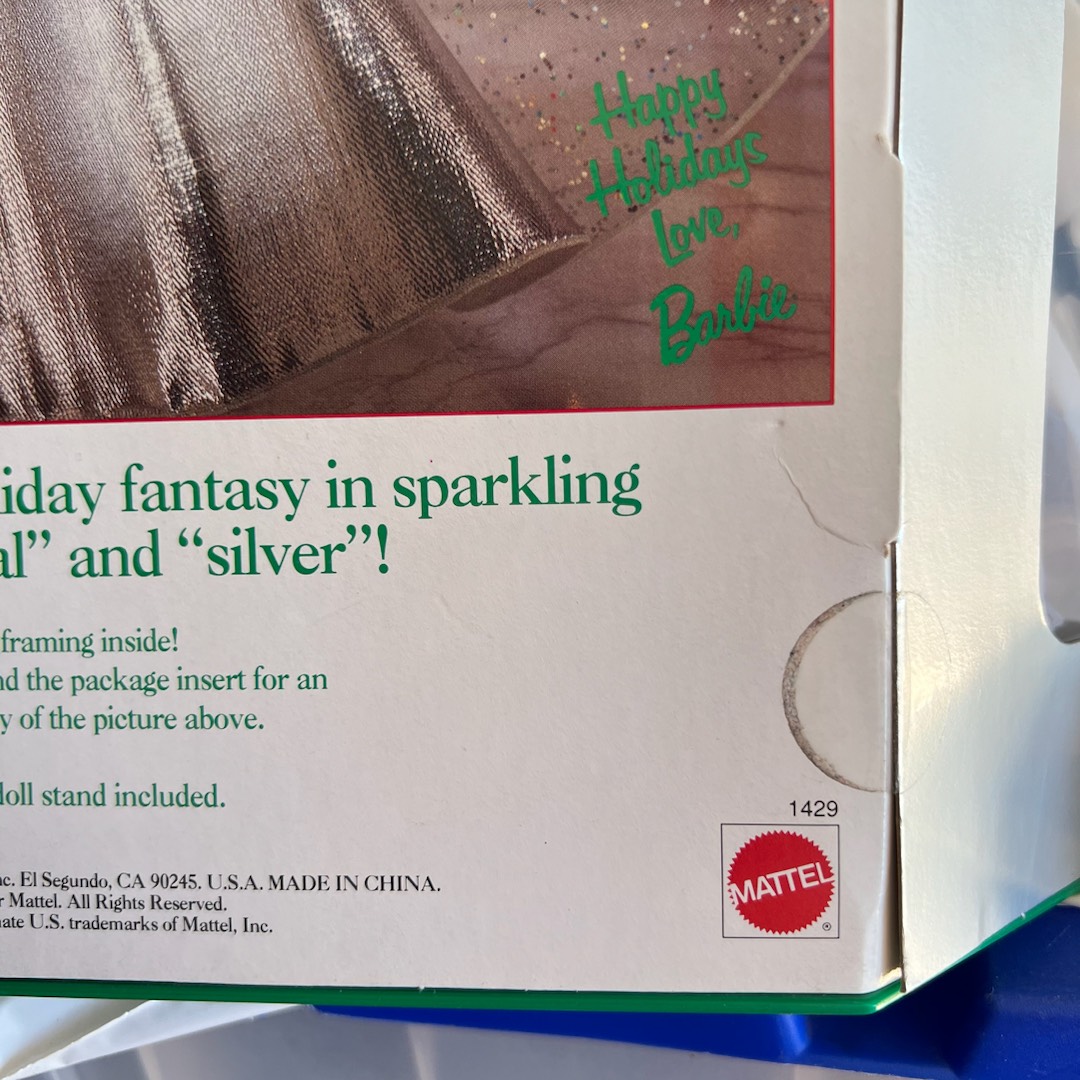 Happy
Holidays
Love,
Barbie
iday fantasy in sparkling
al” and “silver”!
framing inside!
nd the package insert for an
y of the picture above.
doll stand included.
1429
MATTEL
®
nc. El Segundo, CA 90245. U.S.A. MADE IN CHINA.
r Mattel. All Rights Reserved.
nate U.S. trademarks of Mattel, Inc.